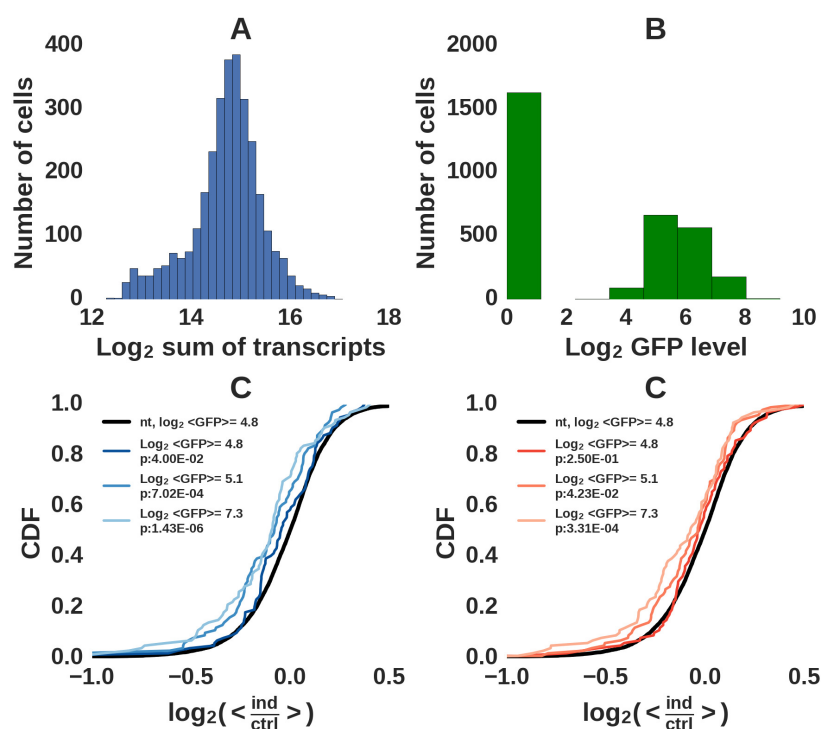 A
400
300
200
100
0
12 14 16 18
Number of cells
Log₂ sum of transcripts
B
2000
1500
1000
500
0
0 2 4 6 8 10
Number of cells
Log₂ GFP level
C
1.0
0.8
0.6
0.4
0.2
0.0
−1.0 −0.5 0.0 0.5
CDF
nt, log₂ <GFP>= 4.8
Log₂ <GFP>= 4.8
p:4.00E-02
Log₂ <GFP>= 5.1
p:7.02E-04
Log₂ <GFP>= 7.3
p:1.43E-06
log₂(< ind/ctrl >)
C
1.0
0.8
0.6
0.4
0.2
0.0
−1.0 −0.5 0.0 0.5
CDF
nt, log₂ <GFP>= 4.8
Log₂ <GFP>= 4.8
p:2.50E-01
Log₂ <GFP>= 5.1
p:4.23E-02
Log₂ <GFP>= 7.3
p:3.31E-04
log₂(< ind/ctrl >)